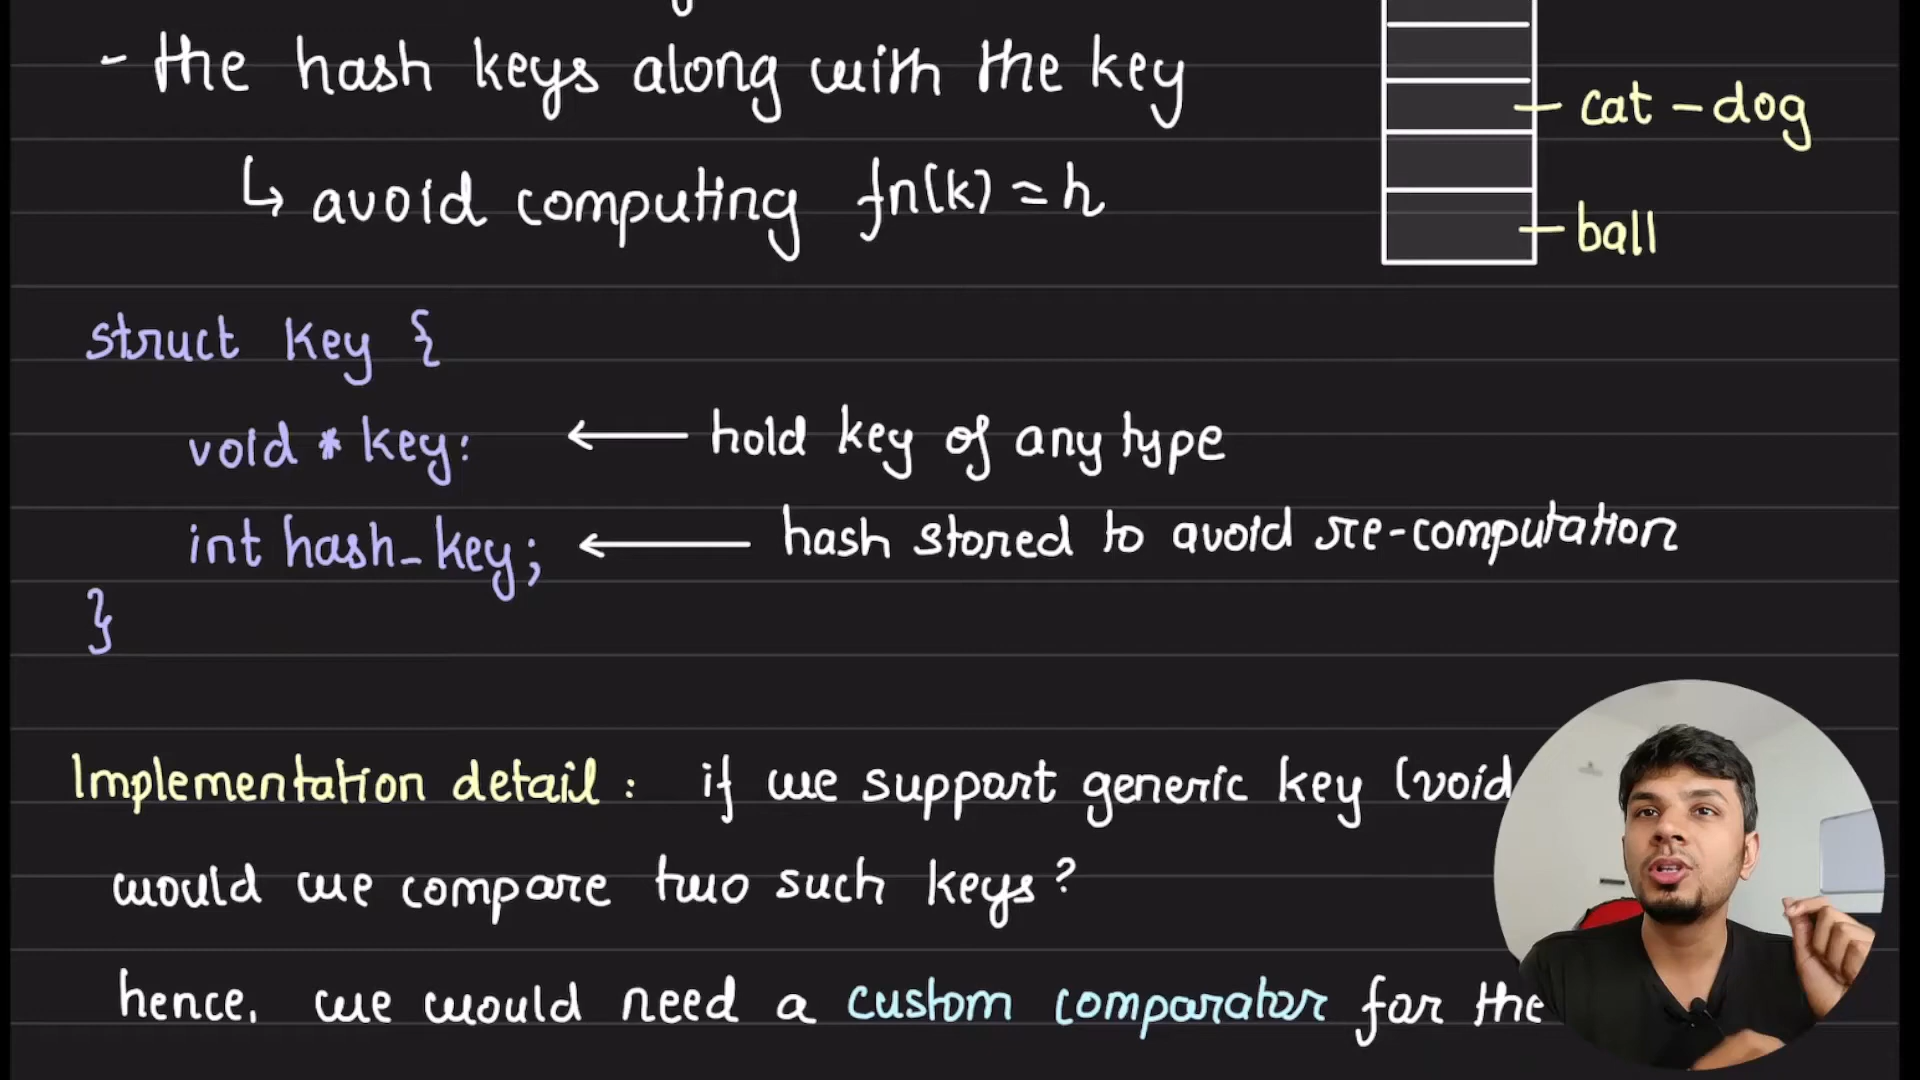 - the hash keys along with the key
cat - dog
↳ avoid computing fn(k) = h
ball
struct key {
void * key; ← hold key of any type
int hash_key; ← hash stored to avoid re-computation
}
Implementation detail: if we support generic key (void
would we compare two such keys?
hence, we would need a custom comparator for the